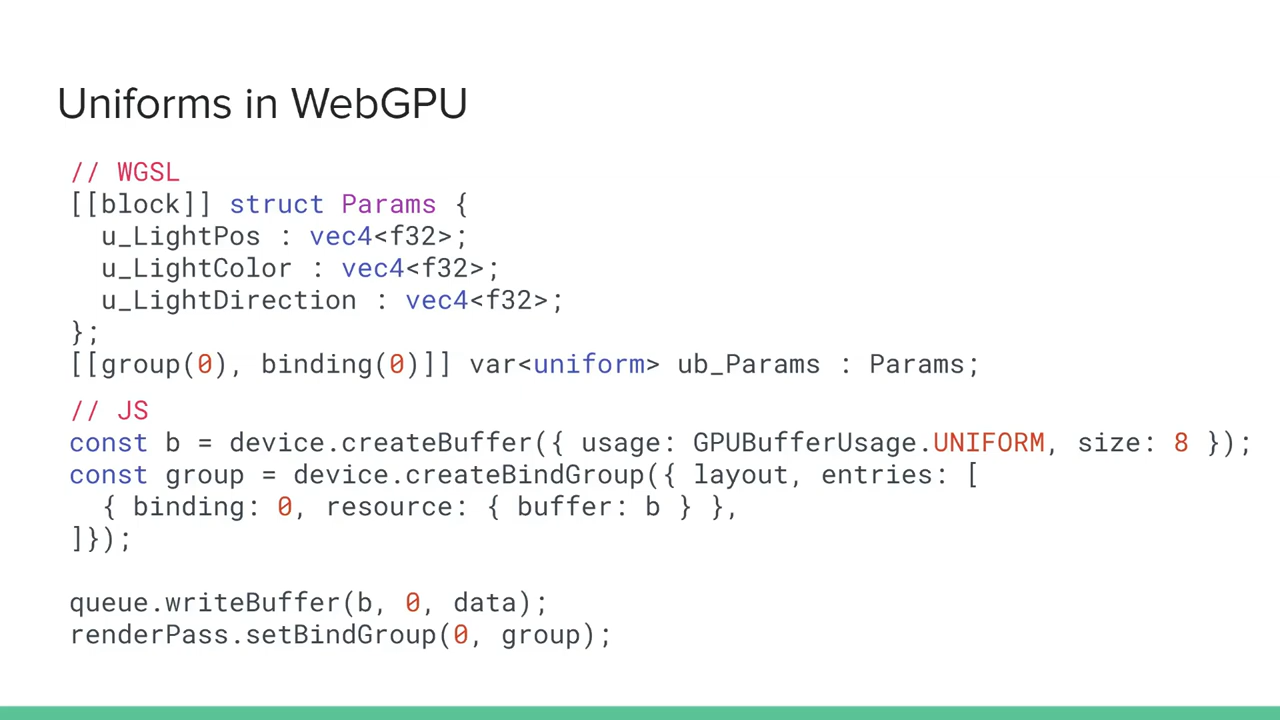 Uniforms in WebGPU
// WGSL
[[block]] struct Params {
  u_LightPos : vec4<f32>;
  u_LightColor : vec4<f32>;
  u_LightDirection : vec4<f32>;
};
[[group(0), binding(0)]] var<uniform> ub_Params : Params;
// JS
const b = device.createBuffer({ usage: GPUBufferUsage.UNIFORM, size: 8 });
const group = device.createBindGroup({ layout, entries: [
  { binding: 0, resource: { buffer: b } },
]});
queue.writeBuffer(b, 0, data);
renderPass.setBindGroup(0, group);